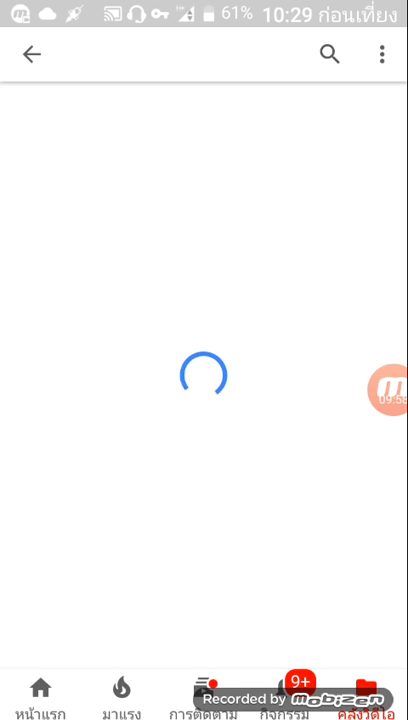 61% 10:29 ก่อนเที่ยง
09:58
9+
Recorded by mobizen
หน้าแรก มาแรง การติดตาม กิจกรรม คลังวิดีโอ